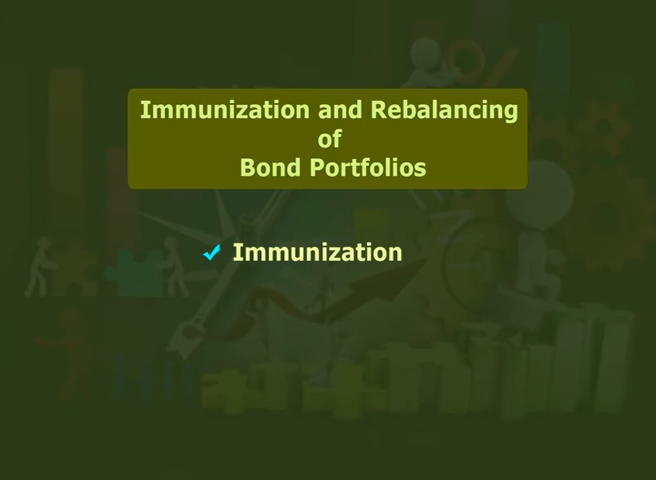 Immunization and Rebalancing
of
Bond Portfolios
Immunization